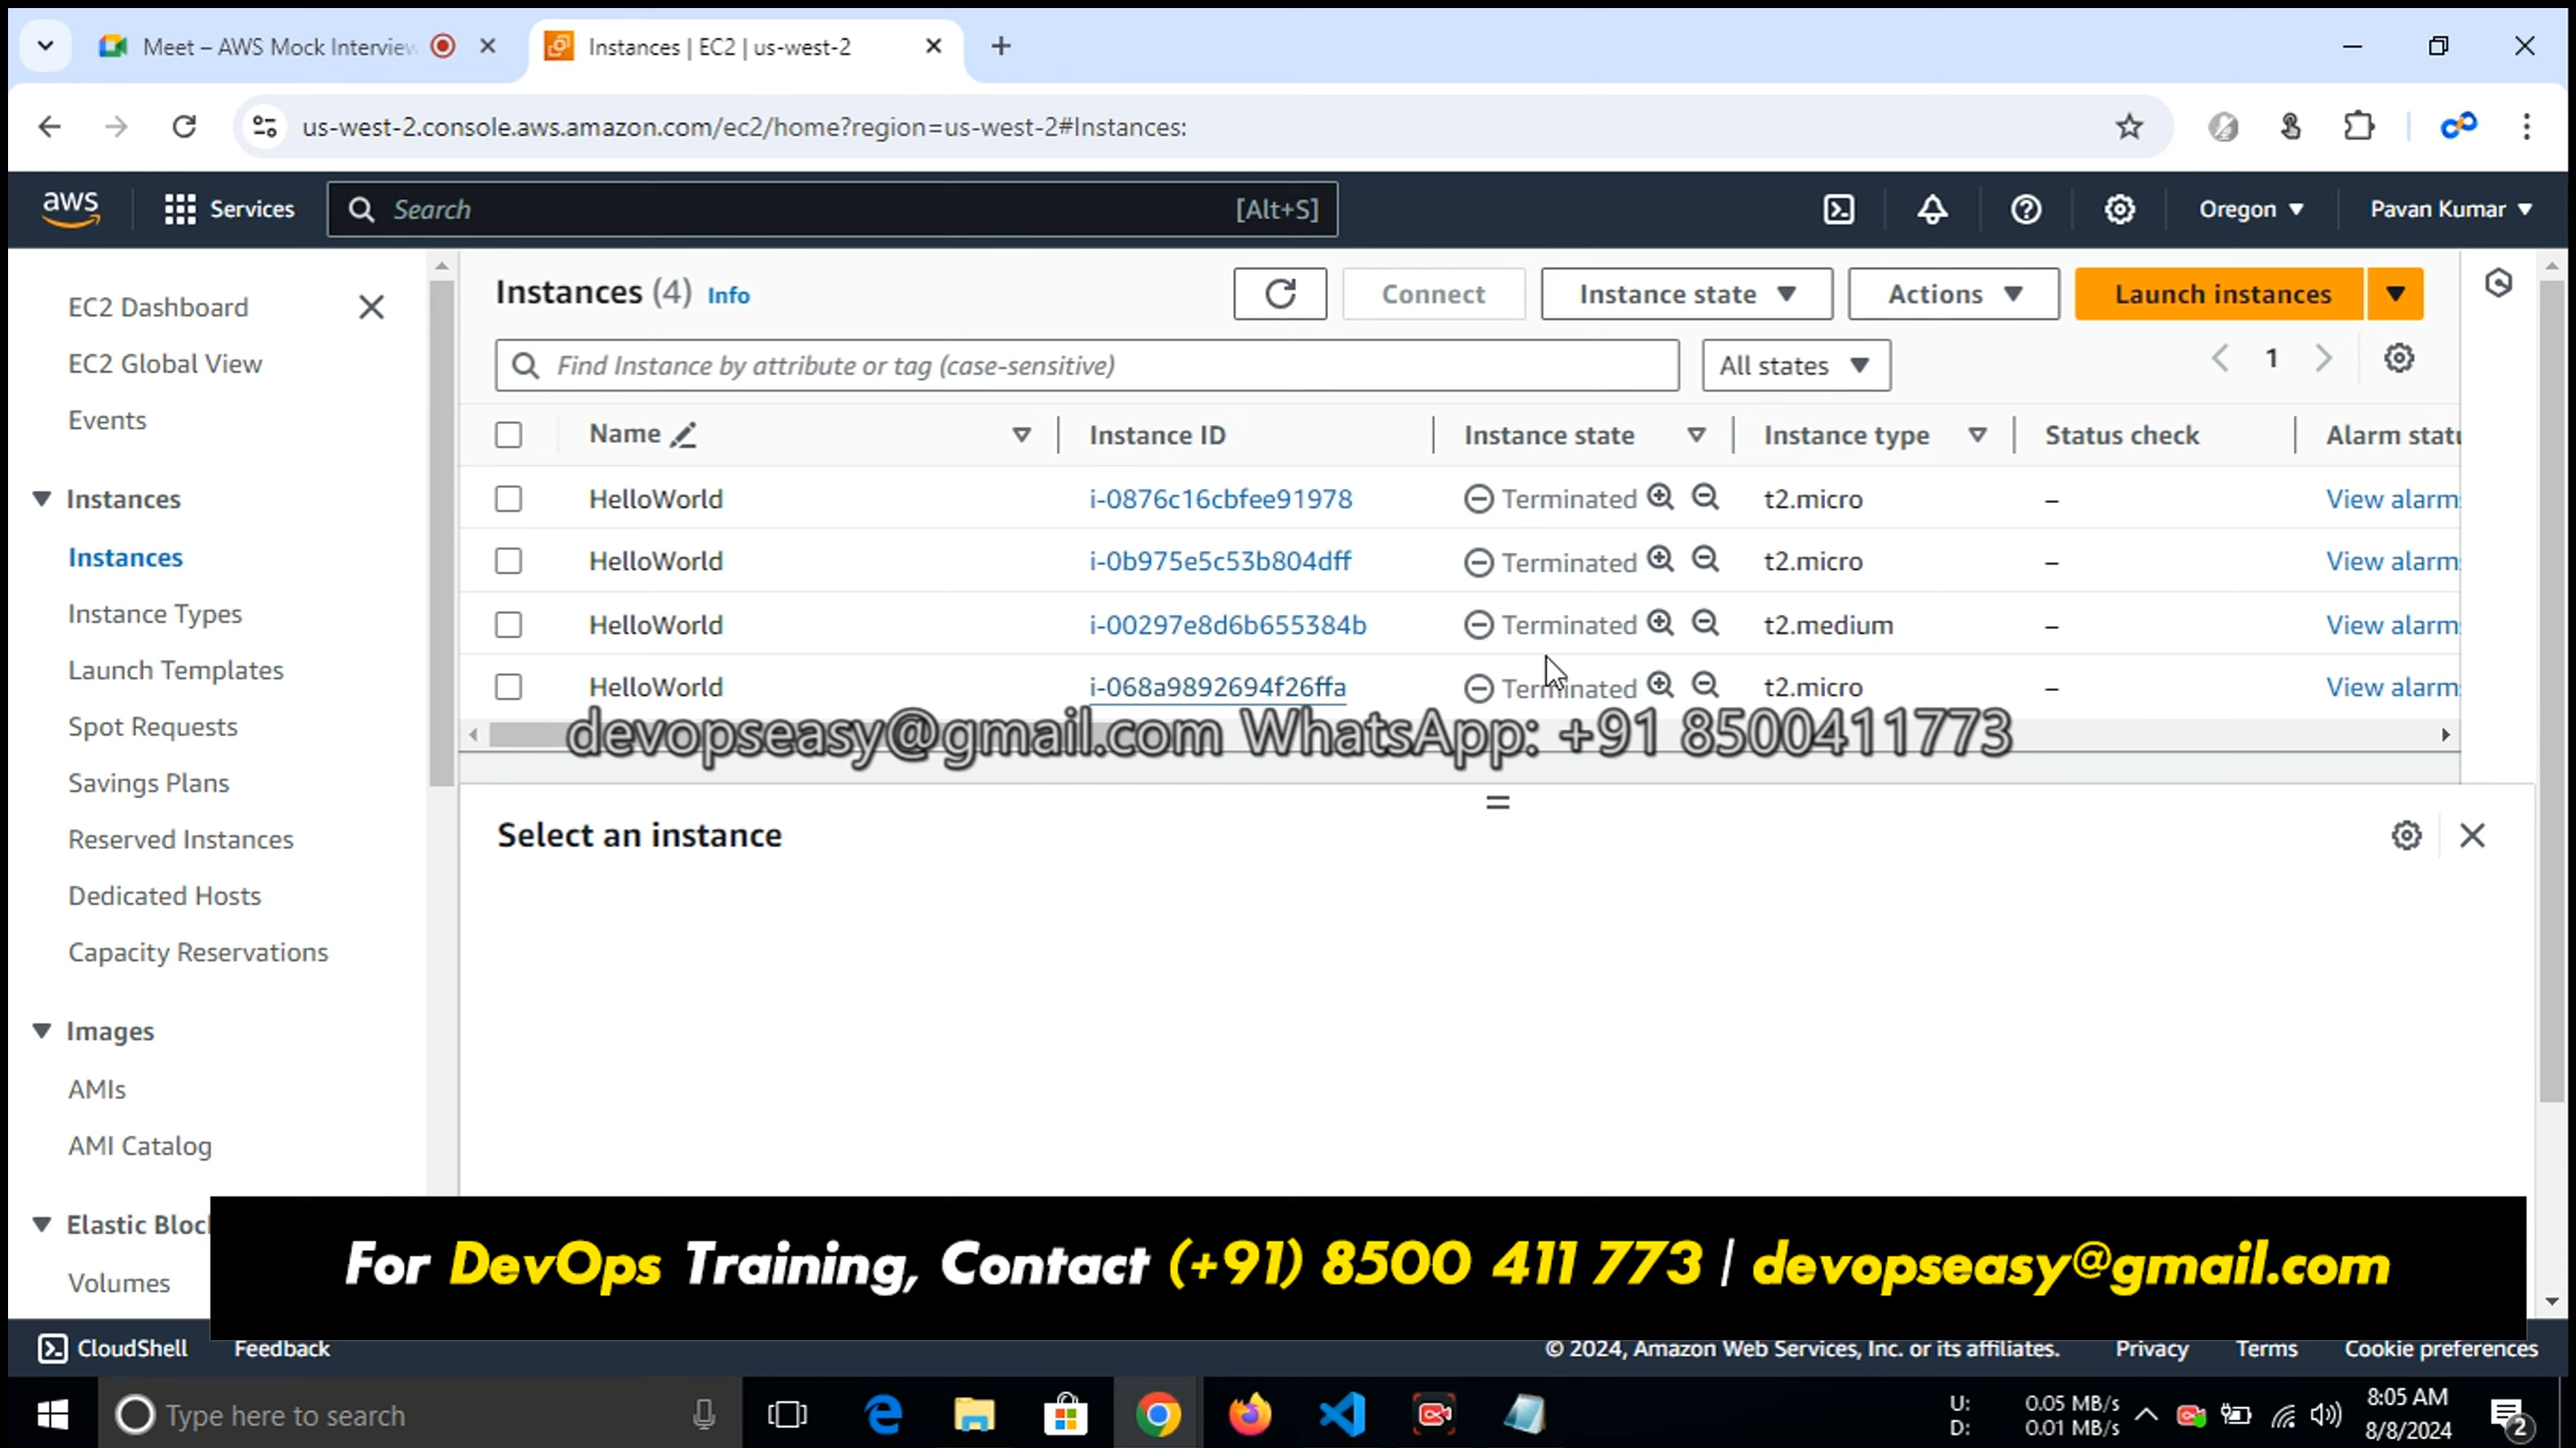 Meet – AWS Mock Interview
Instances | EC2 | us-west-2
us-west-2.console.aws.amazon.com/ec2/home?region=us-west-2#Instances:
aws
Services
Search
[Alt+S]
Oregon
Pavan Kumar
EC2 Dashboard
EC2 Global View
Events
Instances
Instances
Instance Types
Launch Templates
Spot Requests
Savings Plans
Reserved Instances
Dedicated Hosts
Capacity Reservations
Images
AMIs
AMI Catalog
Elastic Bloc
Volumes
Instances (4) Info
Connect
Instance state
Actions
Launch instances
Find Instance by attribute or tag (case-sensitive)
All states
1
Name Instance ID Instance state Instance type Status check Alarm statu
HelloWorld i-0876c16cbfee91978 Terminated t2.micro – View alarms
HelloWorld i-0b975e5c53b804dff Terminated t2.micro – View alarms
HelloWorld i-00297e8d6b655384b Terminated t2.medium – View alarms
HelloWorld i-068a9892694f26ffa Terminated t2.micro – View alarms
devopseasy@gmail.com WhatsApp: +91 8500411773
Select an instance
For DevOps Training, Contact (+91) 8500 411 773 | devopseasy@gmail.com
CloudShell
Feedback
© 2024, Amazon Web Services, Inc. or its affiliates.
Privacy
Terms
Cookie preferences
Type here to search
U: 0.05 MB/s
D: 0.01 MB/s
8:05 AM
8/8/2024
2